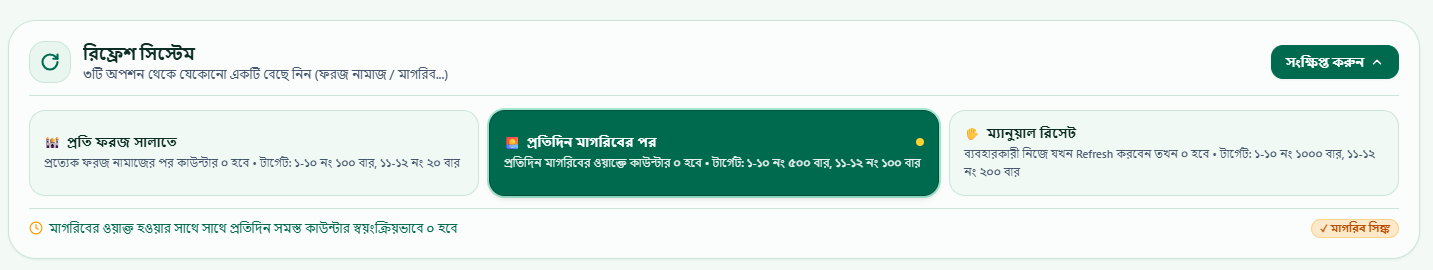 রিফ্রেশ সিস্টেম
৩টি অপশন থেকে যেকোনো একটি বেছে নিন (ফরজ নামাজ / মাগরিব...)
সংক্ষিপ্ত করুন
প্রতি ফরজ সালাতে
প্রত্যেক ফরজ নামাজের পর কাউন্টার ০ হবে • টার্গেট: ১-১০ নং ১০০ বার, ১১-১২ নং ২০ বার
প্রতিদিন মাগরিবের পর
প্রতিদিন মাগরিবের ওয়াক্তে কাউন্টার ০ হবে • টার্গেট: ১-১০ নং ৫০০ বার, ১১-১২ নং ১০০ বার
ম্যানুয়াল রিসেট
ব্যবহারকারী নিজে যখন Refresh করবেন তখন ০ হবে • টার্গেট: ১-১০ নং ১০০০ বার, ১১-১২
নং ২০০ বার
মাগরিবের ওয়াক্ত হওয়ার সাথে সাথে প্রতিদিন সমস্ত কাউন্টার স্বয়ংক্রিয়ভাবে ০ হবে
✓ মাগরিব সিঙ্ক